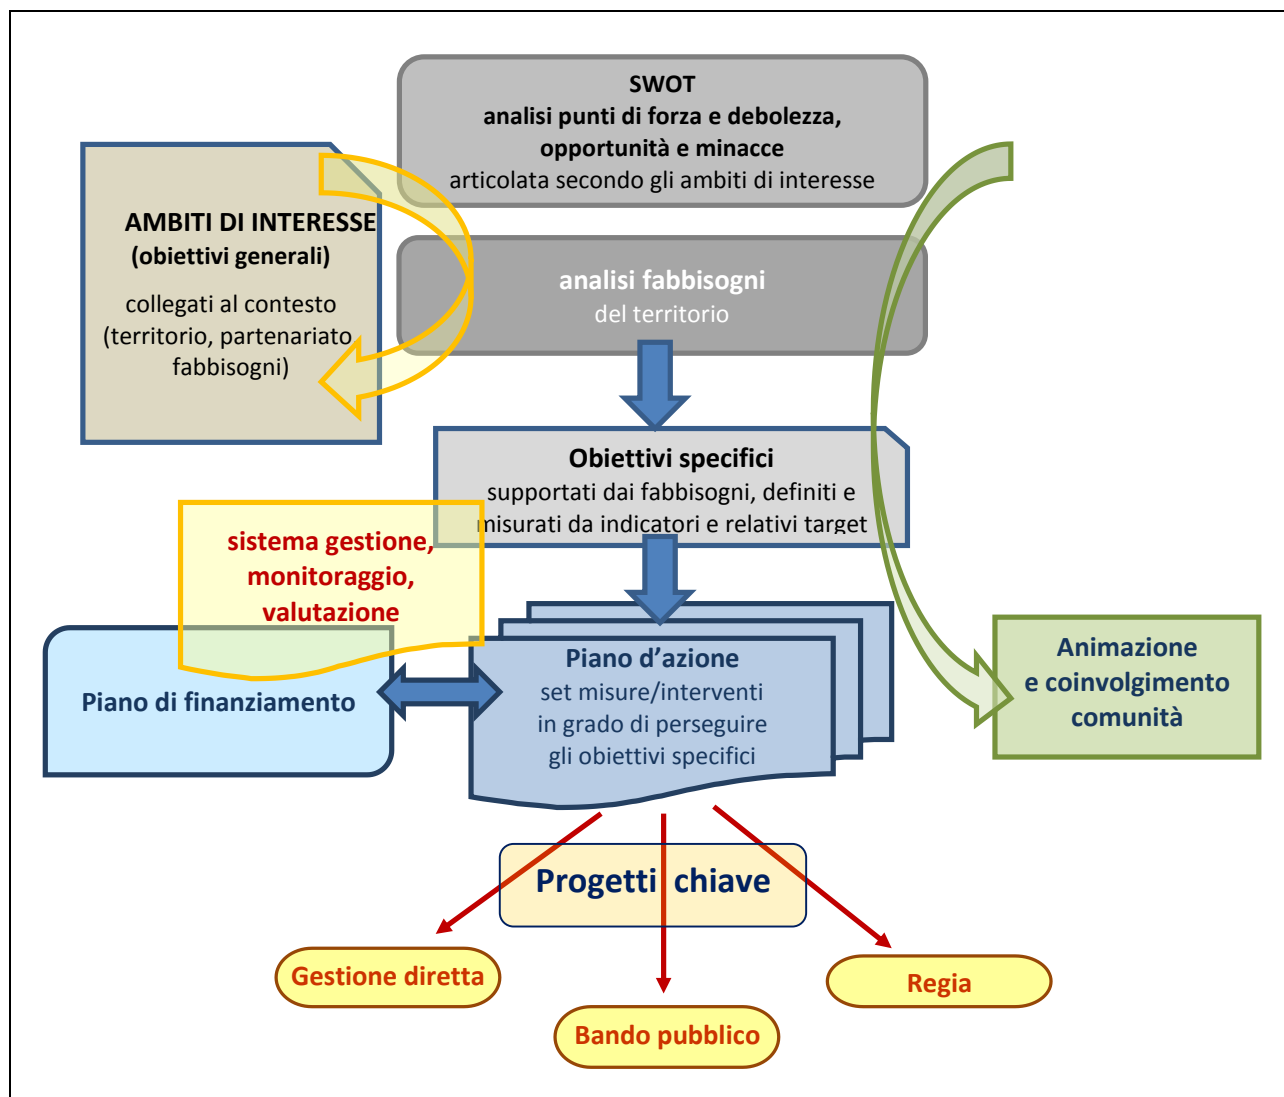 SWOT
analisi punti di forza e debolezza,
opportunità e minacce
articolata secondo gli ambiti di interesse
AMBITI DI INTERESSE
(obiettivi generali)
collegati al contesto
(territorio, partenariato
fabbisogni)
analisi fabbisogni
del territorio
Obiettivi specifici
supportati dai fabbisogni, definiti e
misurati da indicatori e relativi target
sistema gestione,
monitoraggio,
valutazione
Piano di finanziamento
Piano d’azione
set misure/interventi
in grado di perseguire
gli obiettivi specifici
Animazione
e coinvolgimento
comunità
Progetti chiave
Gestione diretta
Bando pubblico
Regia